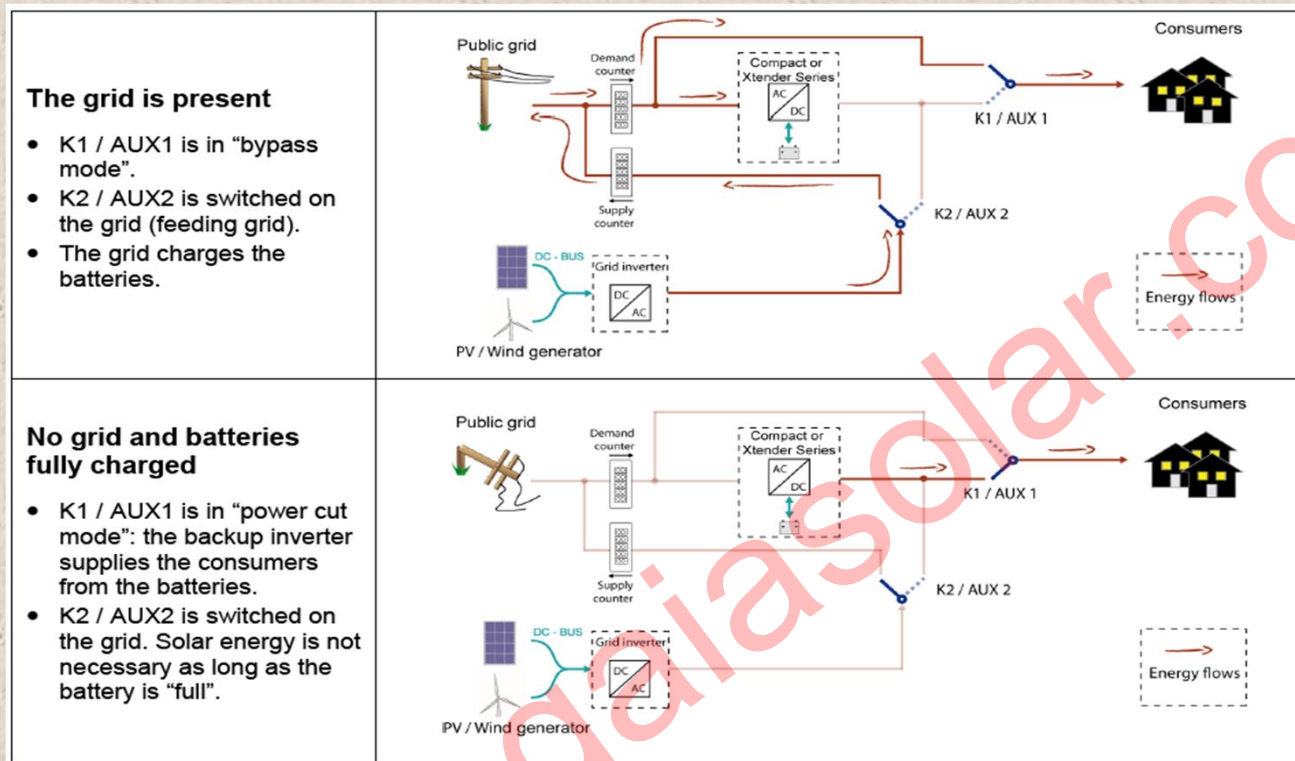 The grid is present
• K1 / AUX1 is in “bypass
mode”.
• K2 / AUX2 is switched on
the grid (feeding grid).
• The grid charges the
batteries.
Public grid
Demand
counter
Compact or
Xtender Series
AC
DC
K1 / AUX 1
Consumers
Supply
counter
K2 / AUX 2
DC - BUS
Grid inverter
DC
AC
PV / Wind generator
Energy flows
No grid and batteries
fully charged
• K1 / AUX1 is in “power cut
mode”: the backup inverter
supplies the consumers
from the batteries.
• K2 / AUX2 is switched on
the grid. Solar energy is not
necessary as long as the
battery is “full”.
Public grid
Demand
counter
Compact or
Xtender Series
AC
DC
K1 / AUX 1
Consumers
Supply
counter
K2 / AUX 2
DC - BUS
Grid inverter
DC
AC
PV / Wind generator
Energy flows
gaiasolar.co